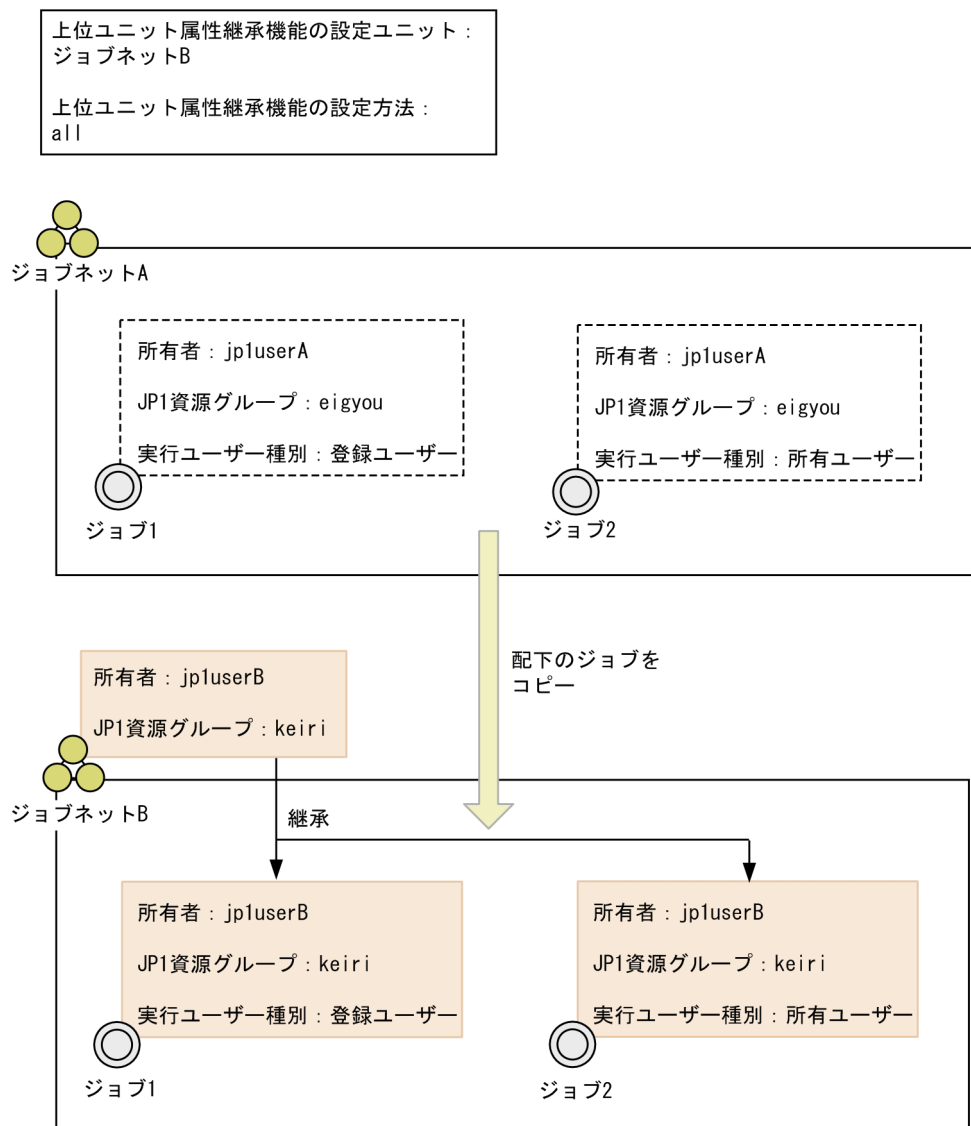 上位ユニット属性継承機能の設定ユニット：
ジョブネットB
上位ユニット属性継承機能の設定方法：
all
ジョブネットA
所有者：jp1userA
JP1資源グループ：eigyou
実行ユーザー種別：登録ユーザー
ジョブ1
所有者：jp1userA
JP1資源グループ：eigyou
実行ユーザー種別：所有ユーザー
ジョブ2
配下のジョブを
コピー
所有者：jp1userB
JP1資源グループ：keiri
ジョブネットB
継承
所有者：jp1userB
JP1資源グループ：keiri
実行ユーザー種別：登録ユーザー
ジョブ1
所有者：jp1userB
JP1資源グループ：keiri
実行ユーザー種別：所有ユーザー
ジョブ2